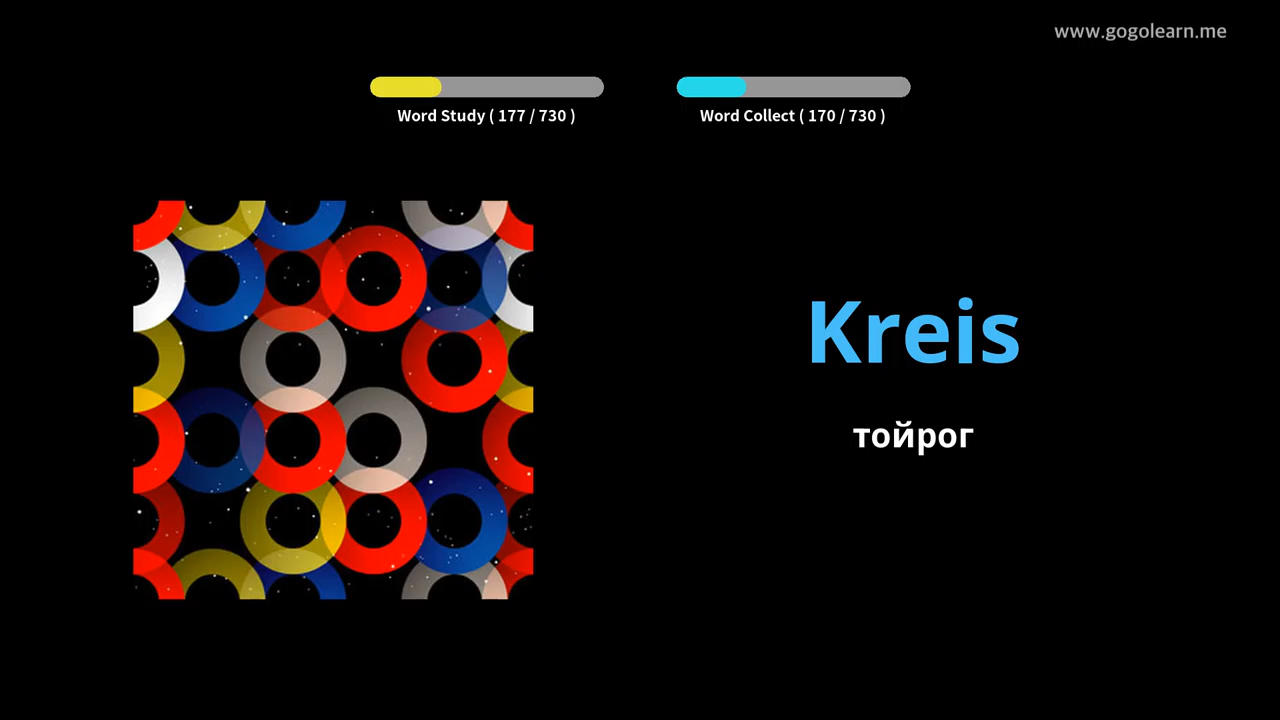 www.gogolearn.me
Word Study ( 177 / 730 )
Word Collect ( 170 / 730 )
Kreis
тойрог